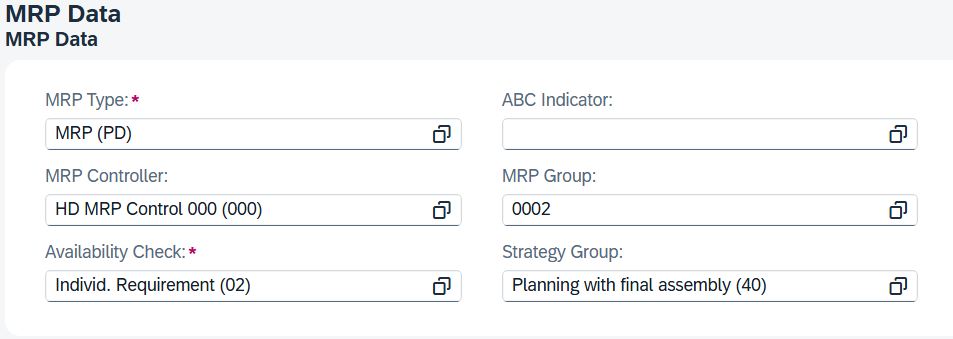 MRP Data
MRP Data
MRP Type:*
ABC Indicator:
MRP (PD)
MRP Controller:
MRP Group:
HD MRP Control 000 (000)
0002
Availability Check:*
Strategy Group:
Individ. Requirement (02)
Planning with final assembly (40)